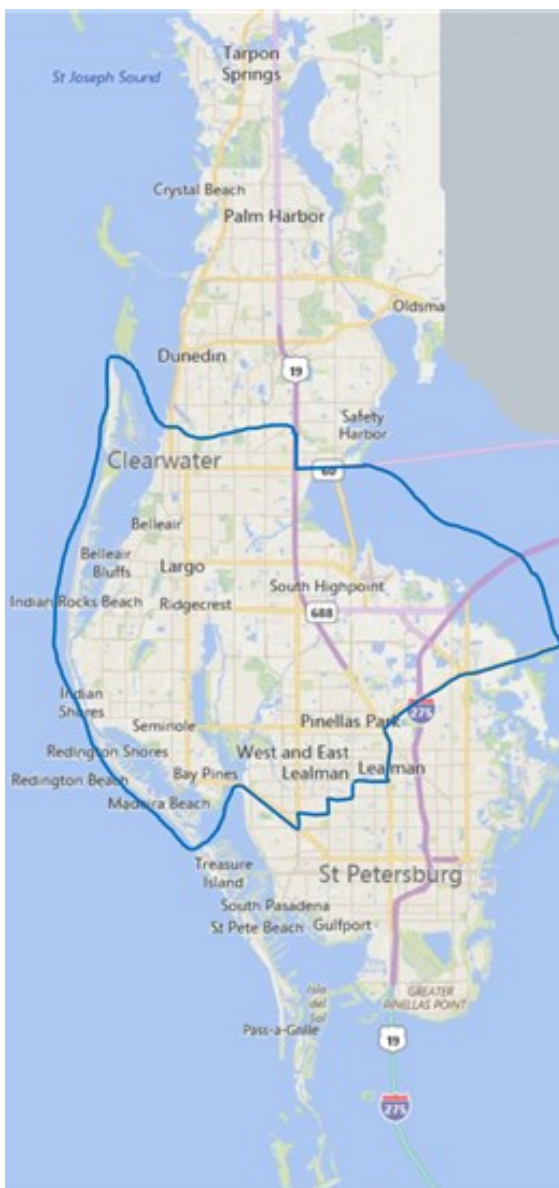 Tarpon
Springs
St Joseph Sound
Crystal Beach
Palm Harbor
Oldsma
Dunedin
19
Safety
Harbor
Clearwater
60
Belleair
Belleair
Bluffs
Largo
South Highpoint
Indian Rocks Beach
Ridgecrest
688
Indian
Shores
275
Seminole
Pinellas Park
Redington Shores
West and East
Lealman
Lealman
Bay Pines
Redington Beach
Madeira Beach
Treasure
Island
St Petersburg
South Pasadena
St Pete Beach
Gulfport
Isla
del
Sol
GREATER
PINELLAS POINT
Pass-a-Grille
19
275